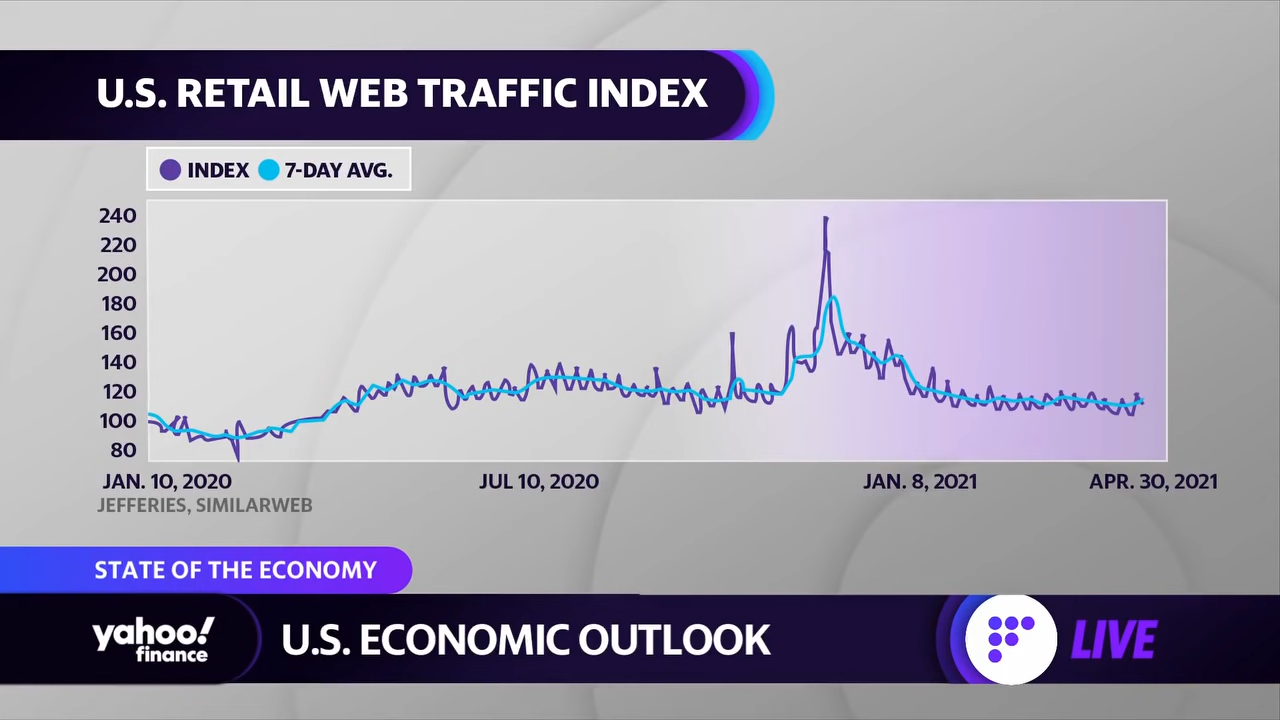 U.S. RETAIL WEB TRAFFIC INDEX
INDEX 7-DAY AVG.
240
220
200
180
160
140
120
100
80
JAN. 10, 2020 JUL 10, 2020 JAN. 8, 2021 APR. 30, 2021
JEFFERIES, SIMILARWEB
STATE OF THE ECONOMY
yahoo!
finance
U.S. ECONOMIC OUTLOOK
LIVE